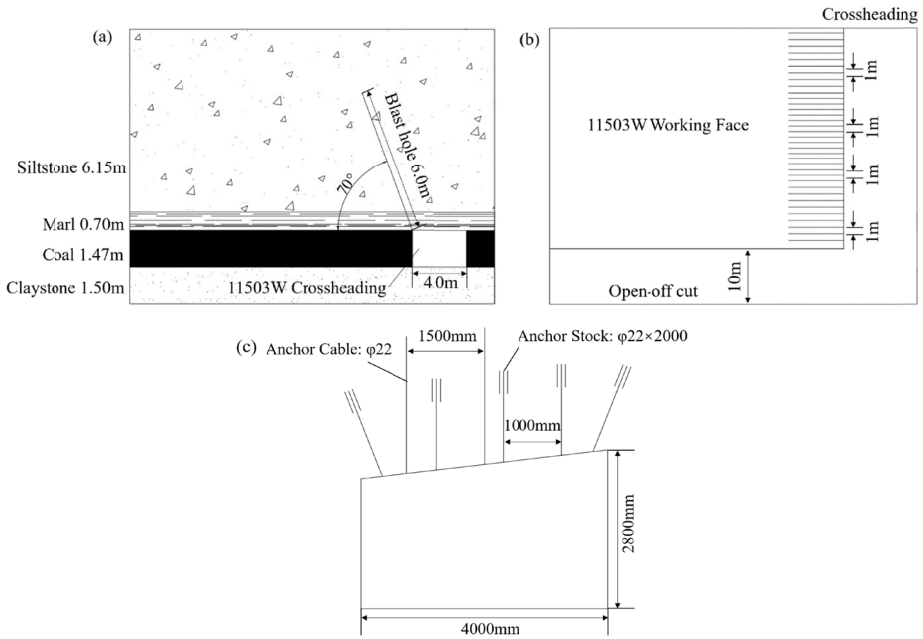 (a)
Blast hole 6.0m
70°
Siltstone 6.15m
Marl 0.70m
Coal 1.47m
Claystone 1.50m
11503W Crossheading
4.0m
(b)
Crossheading
1m
1m
11503W Working Face
1m
1m
10m
Open-off cut
(c)
Anchor Cable: φ22
1500mm
Anchor Stock: φ22×2000
1000mm
2800mm
4000mm